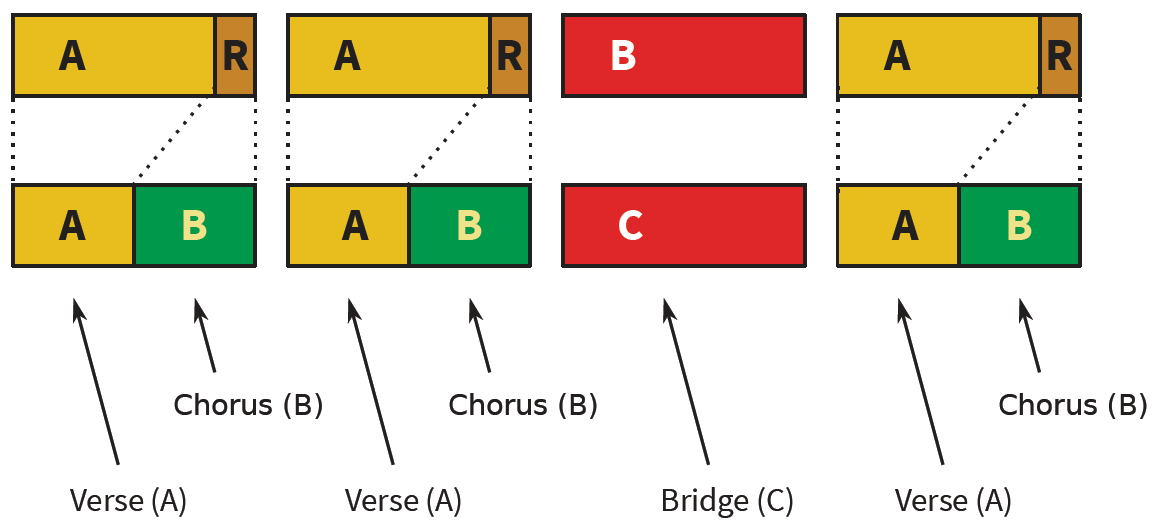 A R A R B A R
A B A B C A B
Chorus (B) Chorus (B) Chorus (B)
Verse (A) Verse (A) Bridge (C) Verse (A)